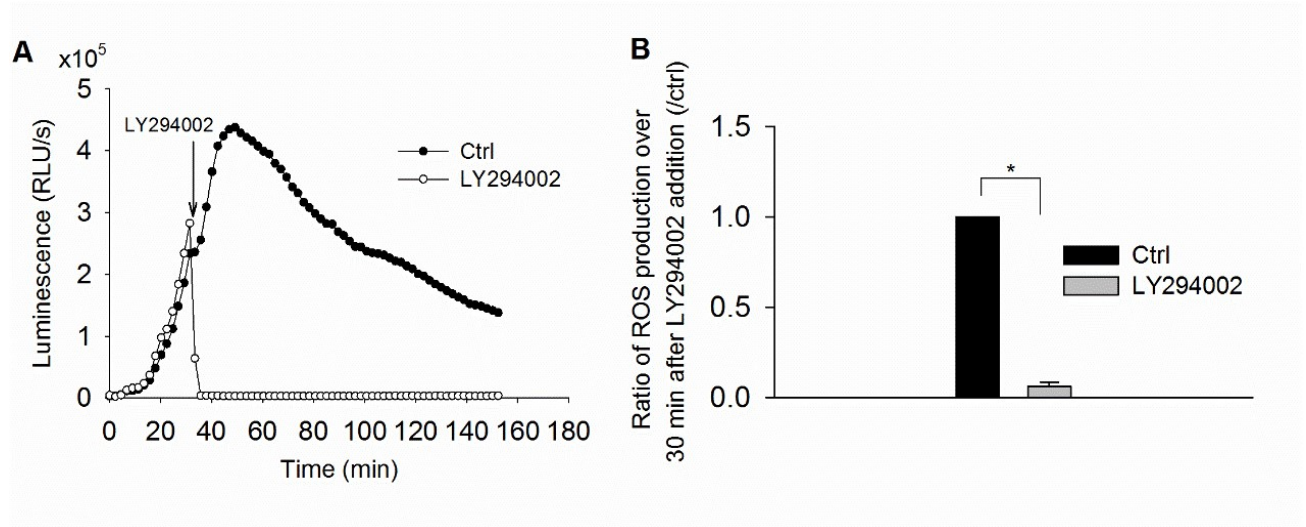 A
x10⁵
5
4
3
2
1
0
Luminescence (RLU/s)
LY294002
Ctrl
LY294002
0 20 40 60 80 100 120 140 160 180
Time (min)
B
Ratio of ROS production over
30 min after LY294002 addition (/ctrl)
1.5
1.0
0.5
0.0
*
Ctrl
LY294002